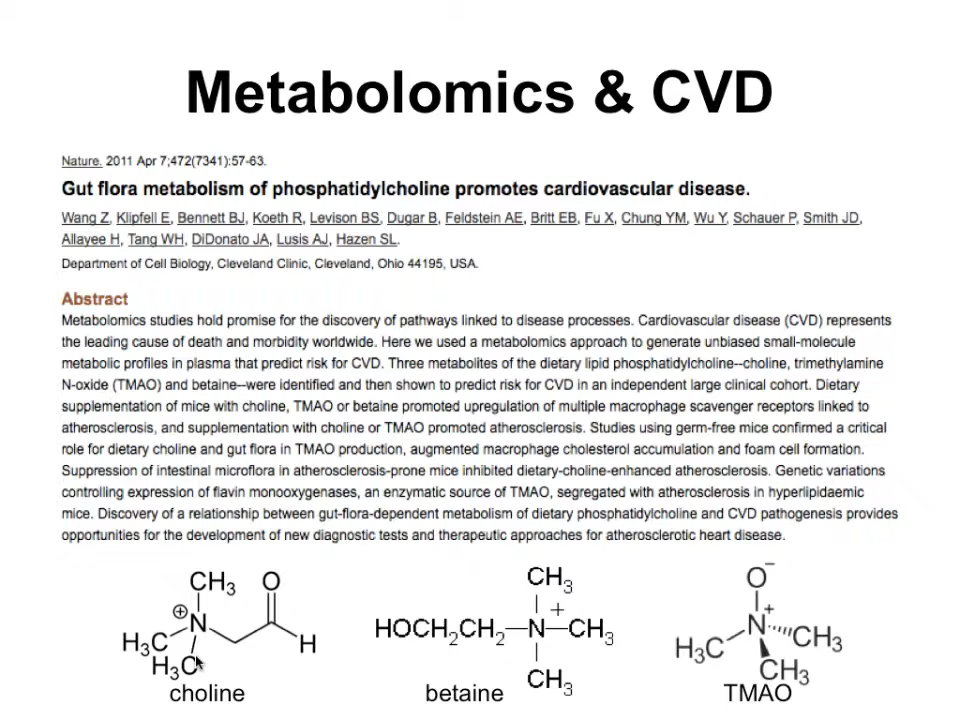 Metabolomics & CVD
Nature. 2011 Apr 7;472(7341):57-63.
Gut flora metabolism of phosphatidylcholine promotes cardiovascular disease.
Wang Z, Klipfell E, Bennett BJ, Koeth R, Levison BS, Dugar B, Feldstein AE, Britt EB, Fu X, Chung YM, Wu Y, Schauer P, Smith JD,
Allayee H, Tang WH, DiDonato JA, Lusis AJ, Hazen SL.
Department of Cell Biology, Cleveland Clinic, Cleveland, Ohio 44195, USA.
Abstract
Metabolomics studies hold promise for the discovery of pathways linked to disease processes. Cardiovascular disease (CVD) represents
the leading cause of death and morbidity worldwide. Here we used a metabolomics approach to generate unbiased small-molecule
metabolic profiles in plasma that predict risk for CVD. Three metabolites of the dietary lipid phosphatidylcholine--choline, trimethylamine
N-oxide (TMAO) and betaine--were identified and then shown to predict risk for CVD in an independent large clinical cohort. Dietary
supplementation of mice with choline, TMAO or betaine promoted upregulation of multiple macrophage scavenger receptors linked to
atherosclerosis, and supplementation with choline or TMAO promoted atherosclerosis. Studies using germ-free mice confirmed a critical
role for dietary choline and gut flora in TMAO production, augmented macrophage cholesterol accumulation and foam cell formation.
Suppression of intestinal microflora in atherosclerosis-prone mice inhibited dietary-choline-enhanced atherosclerosis. Genetic variations
controlling expression of flavin monooxygenases, an enzymatic source of TMAO, segregated with atherosclerosis in hyperlipidaemic
mice. Discovery of a relationship between gut-flora-dependent metabolism of dietary phosphatidylcholine and CVD pathogenesis provides
opportunities for the development of new diagnostic tests and therapeutic approaches for atherosclerotic heart disease.
CH3 O
⊕
N
H3C H
H3C
choline
CH3
+
HOCH2CH2—N—CH3
CH3
betaine
O−
+
N
H3C CH3
CH3
TMAO